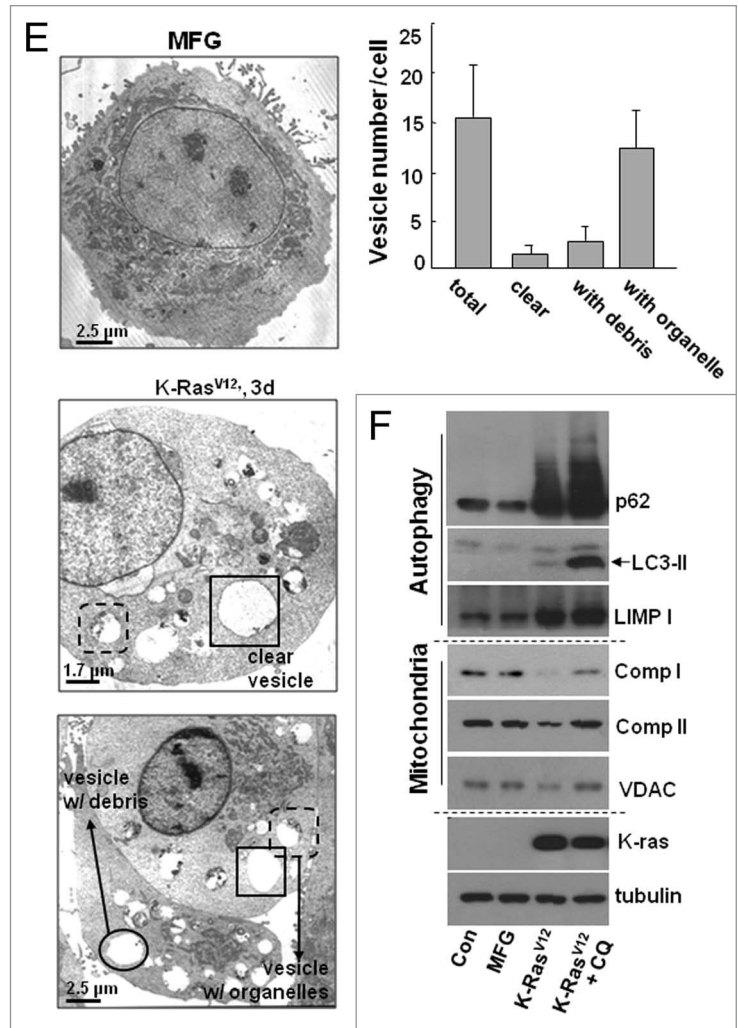 E
MFG
2.5 µm
K-RasV12,, 3d
clear
vesicle
1.7 µm
vesicle
w/ debris
vesicle
w/ organelles
2.5 µm
Vesicle number/cell
25
20
15
10
5
0
total
clear
with debris
with organelle
F
Autophagy
p62
LC3-II
LIMP I
Mitochondria
Comp I
Comp II
VDAC
K-ras
tubulin
Con
MFG
K-RasV12
K-RasV12
+ CQ